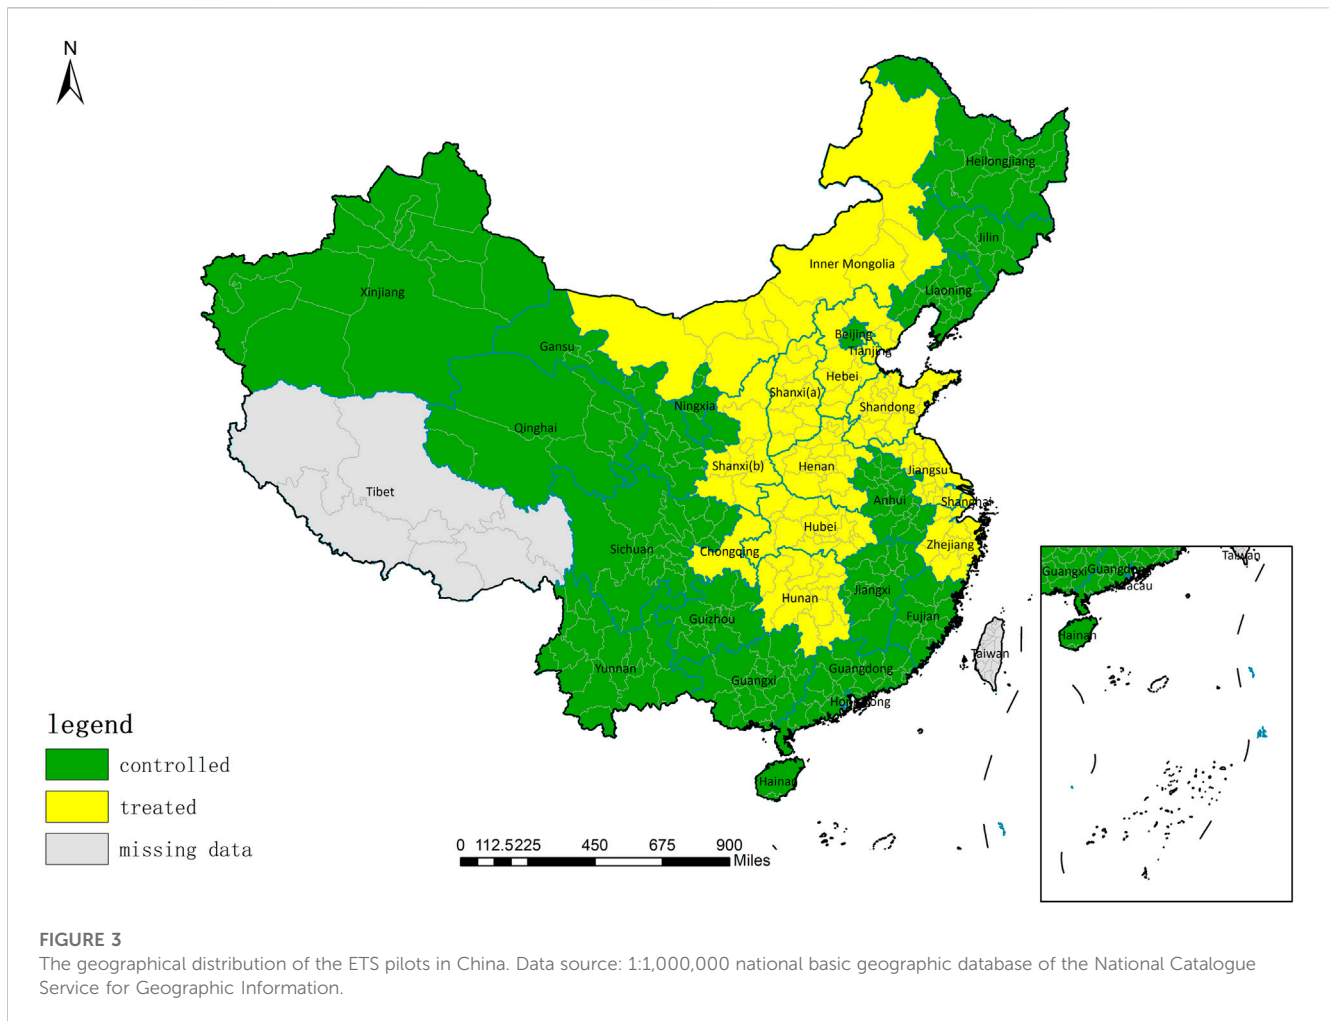 N
Heilongjiang
Jilin
Inner Mongolia
Liaoning
Xinjiang
Beijing
Gansu
Tianjing
Hebei
Shanxi(a)
Ningxia
Shandong
Qinghai
Shanxi(b)
Henan
Jiangsu
Tibet
Anhui
Shanghai
Hubei
Zhejiang
Sichuan
Chongqing
Jiangxi
Hunan
Fujian
Guizhou
Taiwan
Yunnan
Guangdong
Guangxi
Hong Kong
Hainan
Taiwan
Guangxi
Guangdong
Macau
Hainan
legend
controlled
treated
missing data
0 112.5225 450 675 900
Miles
FIGURE 3
The geographical distribution of the ETS pilots in China. Data source: 1:1,000,000 national basic geographic database of the National Catalogue
Service for Geographic Information.